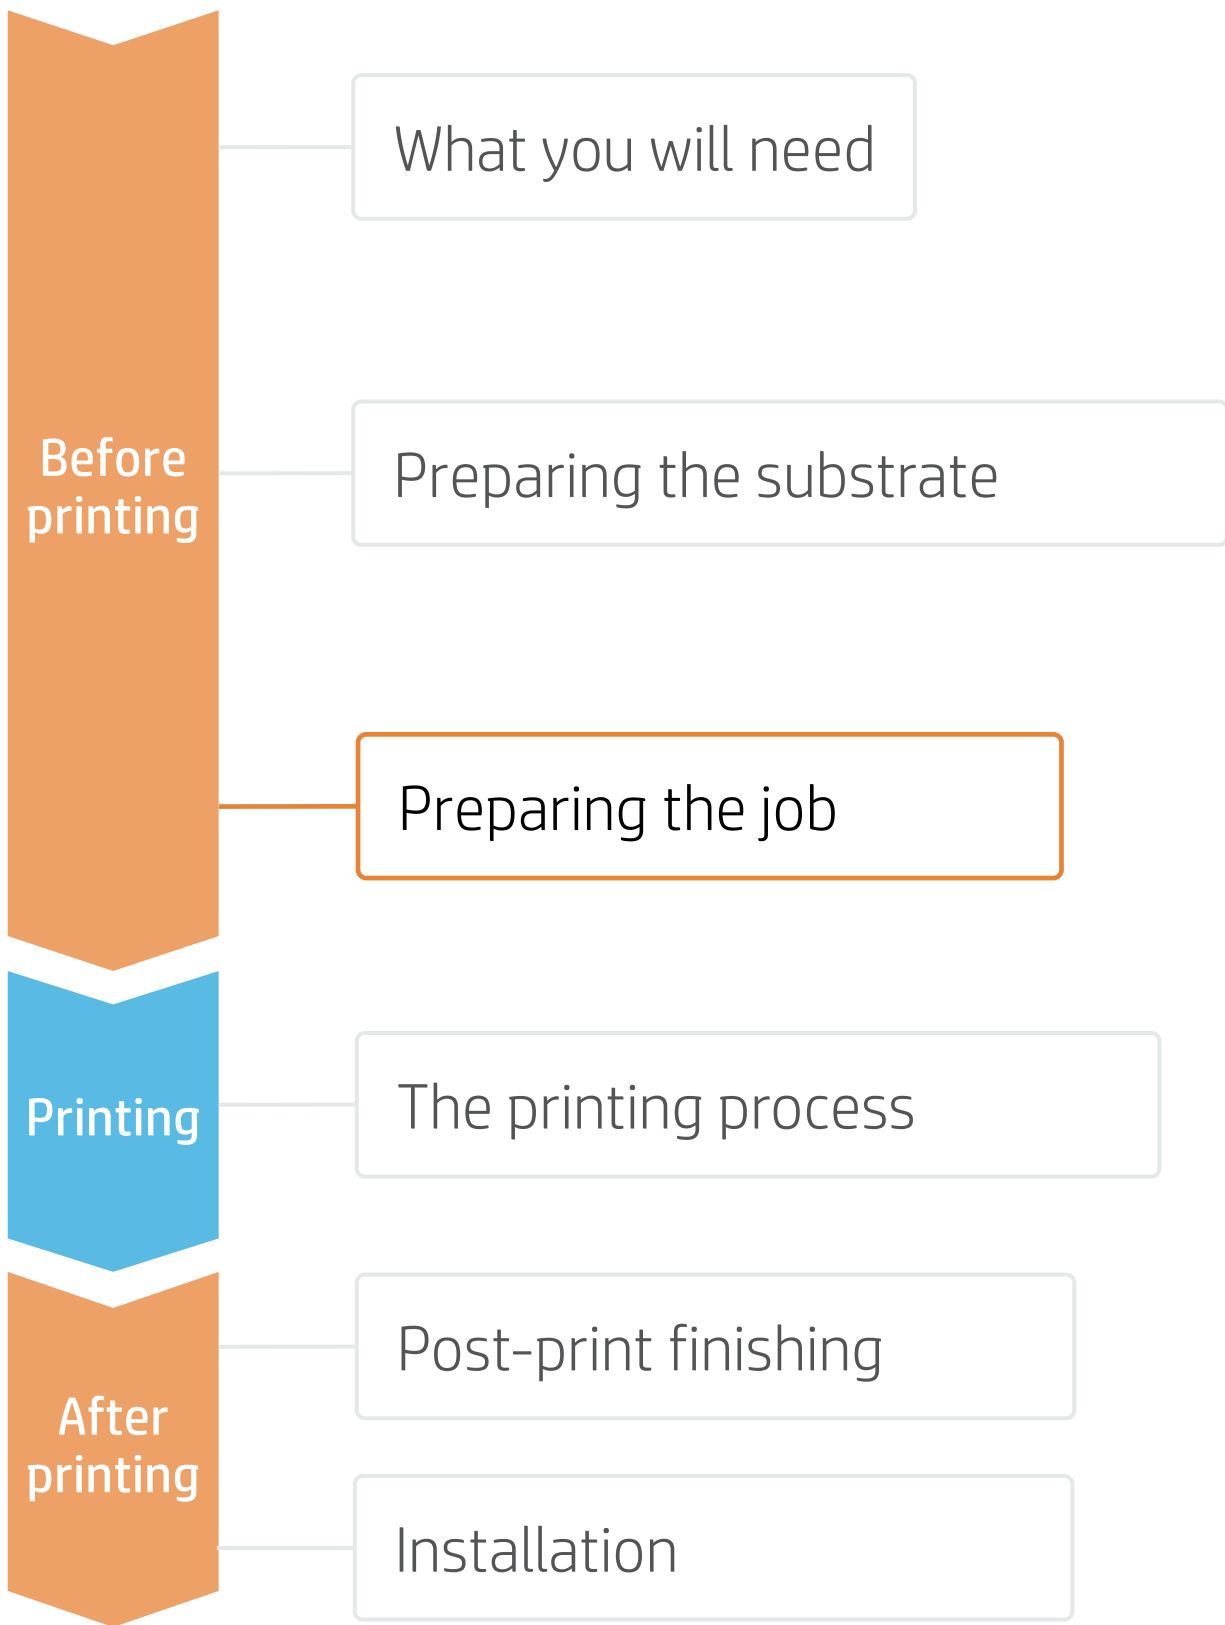 What you will need
Before
printing
Preparing the substrate
Preparing the job
Printing
The printing process
After
printing
Post-print finishing
Installation